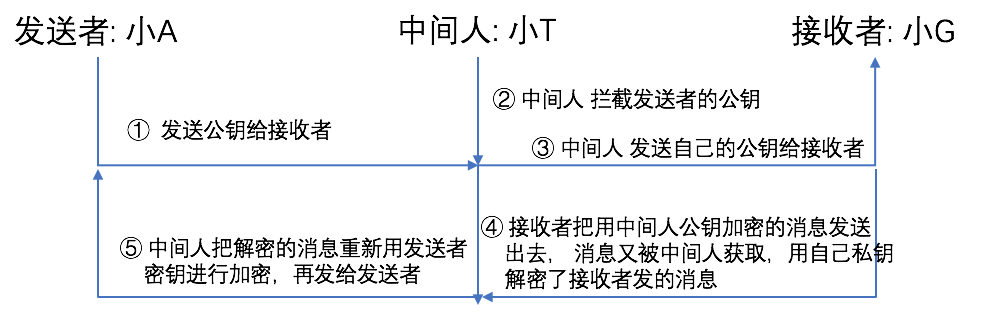 发送者: 小A
中间人: 小T
接收者: 小G
① 发送公钥给接收者
② 中间人 拦截发送者的公钥
③ 中间人 发送自己的公钥给接收者
④ 接收者把用中间人公钥加密的消息发送
出去， 消息又被中间人获取，用自己私钥
解密了接收者发的消息
⑤ 中间人把解密的消息重新用发送者
密钥进行加密，再发给发送者